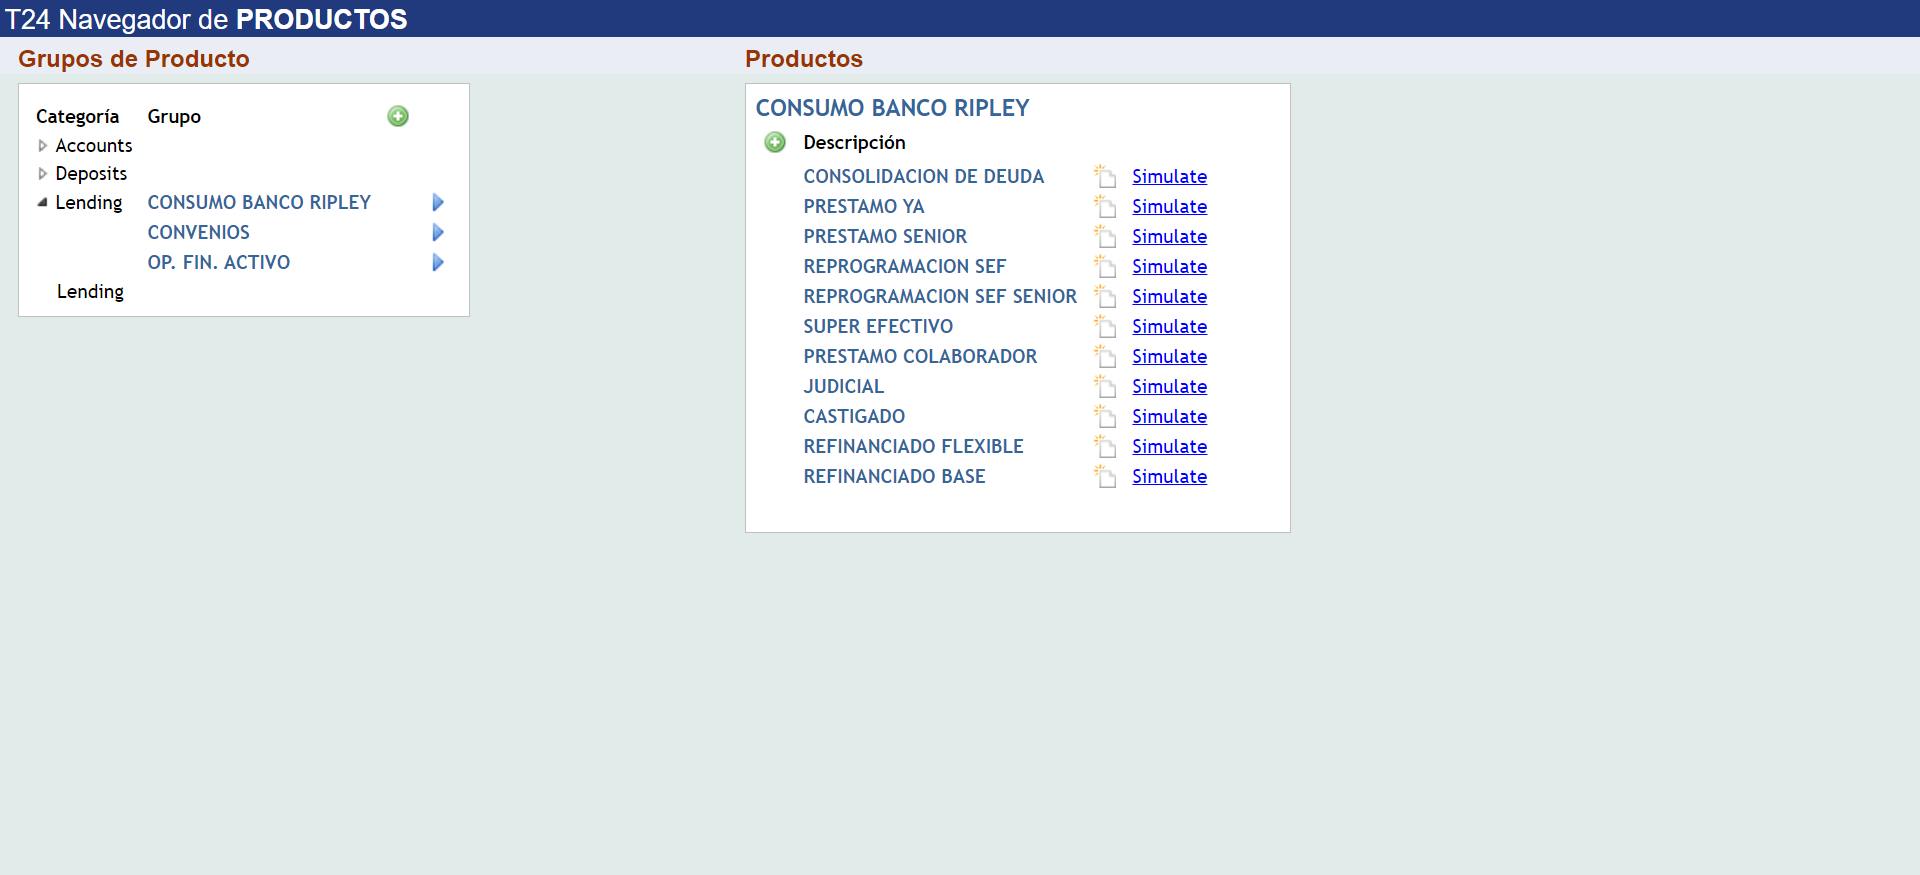 T24 Navegador de PRODUCTOS
Grupos de Producto
Categoría Grupo
Accounts
Deposits
Lending CONSUMO BANCO RIPLEY
CONVENIOS
OP. FIN. ACTIVO
Lending
Productos
CONSUMO BANCO RIPLEY
Descripción
CONSOLIDACION DE DEUDA Simulate
PRESTAMO YA Simulate
PRESTAMO SENIOR Simulate
REPROGRAMACION SEF Simulate
REPROGRAMACION SEF SENIOR Simulate
SUPER EFECTIVO Simulate
PRESTAMO COLABORADOR Simulate
JUDICIAL Simulate
CASTIGADO Simulate
REFINANCIADO FLEXIBLE Simulate
REFINANCIADO BASE Simulate